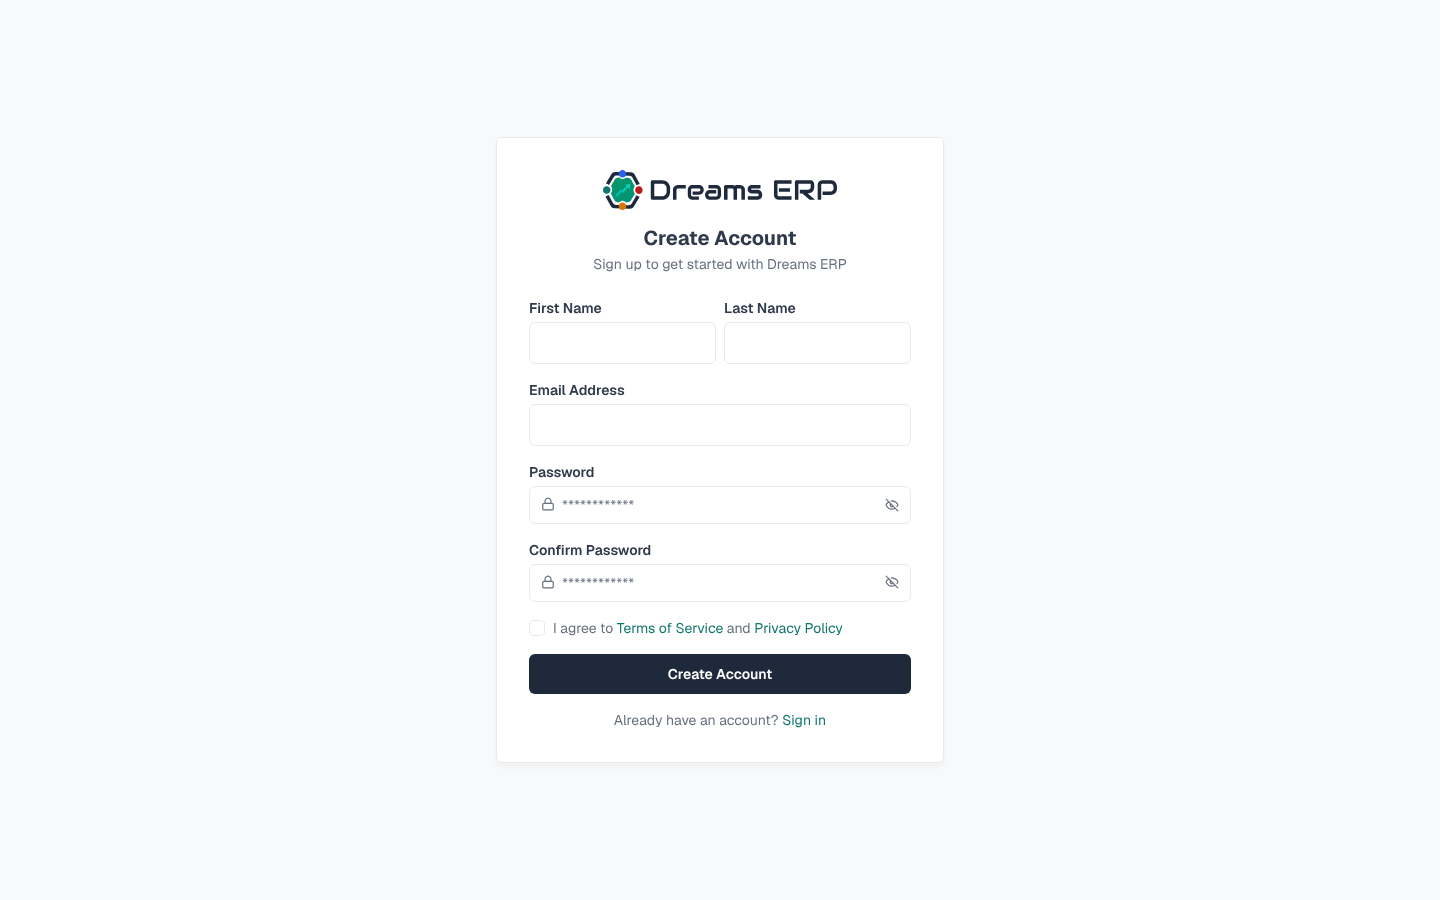 Dreams ERP
Create Account
Sign up to get started with Dreams ERP
First Name
Last Name
Email Address
Password
************
Confirm Password
************
I agree to Terms of Service and Privacy Policy
Create Account
Already have an account? Sign in